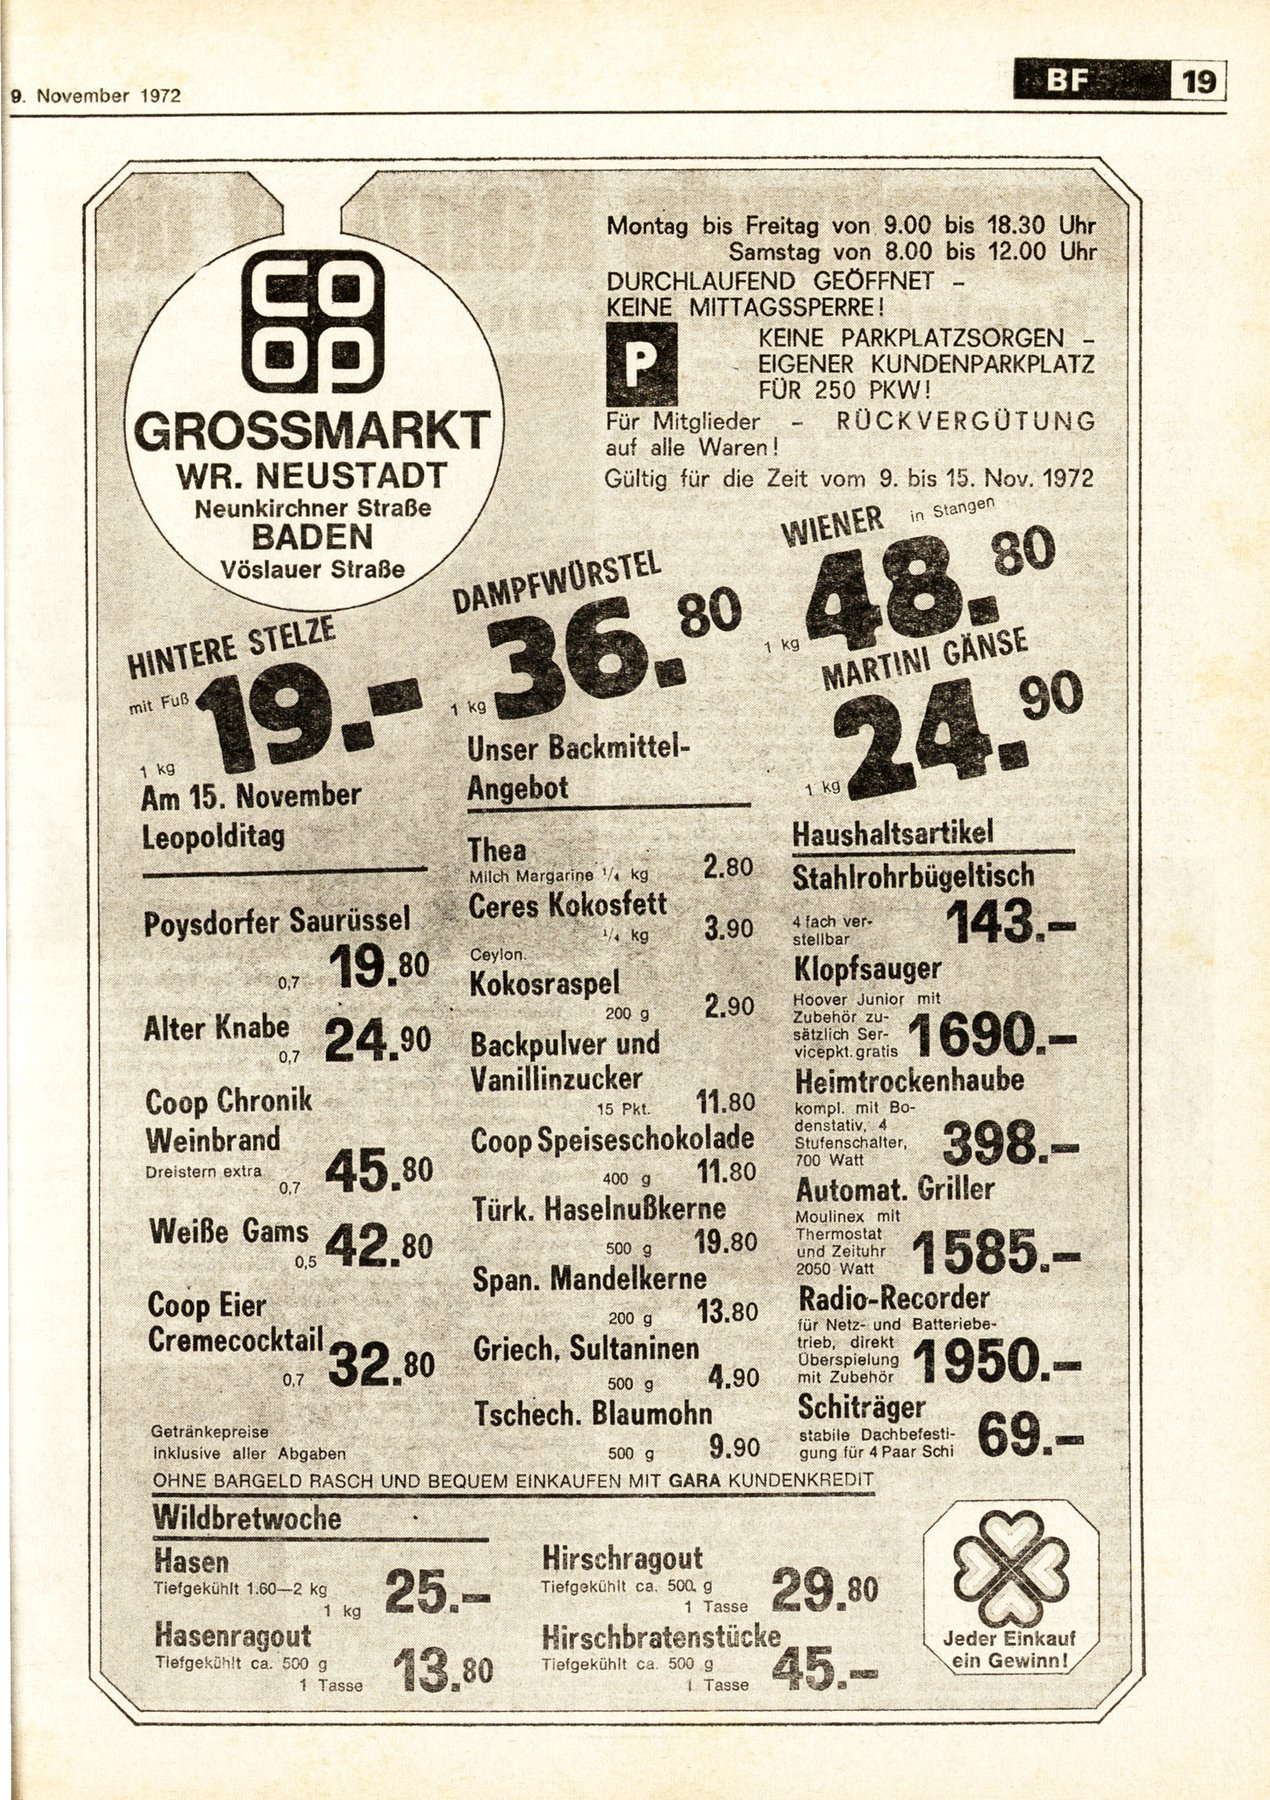 9. November 1972
BF 19
COOP
GROSSMARKT
WR. NEUSTADT
Neunkirchner Straße
BADEN
Vöslauer Straße
Montag bis Freitag von 9.00 bis 18.30 Uhr
Samstag von 8.00 bis 12.00 Uhr
DURCHLAUFEND GEÖFFNET –
KEINE MITTAGSSPERRE!
P
KEINE PARKPLATZSORGEN –
EIGENER KUNDENPARKPLATZ
FÜR 250 PKW!
Für Mitglieder – RÜCKVERGÜTUNG
auf alle Waren!
Gültig für die Zeit vom 9. bis 15. Nov. 1972
HINTERE STELZE
mit Fuß
1 kg 19.–
DAMPFWÜRSTEL
1 kg 36.80
WIENER in Stangen
1 kg 48.80
MARTINI GÄNSE
1 kg 24.90
Am 15. November
Leopolditag
Poysdorfer Saurüssel
0,7 19.80
Alter Knabe
0,7 24.90
Coop Chronik
Weinbrand
Dreistern extra
0,7 45.80
Weiße Gams
0,5 42.80
Coop Eier
Cremecocktail
0,7 32.80
Getränkepreise
inklusive aller Abgaben
Unser Backmittel-
Angebot
Thea
Milch Margarine ¼ kg 2.80
Ceres Kokosfett
¼ kg 3.90
Ceylon.
Kokosraspel
200 g 2.90
Backpulver und
Vanillinzucker
15 Pkt. 11.80
Coop Speiseschokolade
400 g 11.80
Türk. Haselnußkerne
500 g 19.80
Span. Mandelkerne
200 g 13.80
Griech. Sultaninen
500 g 4.90
Tschech. Blaumohn
500 g 9.90
Haushaltsartikel
Stahlrohrbügeltisch
4 fach ver-
stellbar 143.–
Klopfsauger
Hoover Junior mit
Zubehör zu-
sätzlich Ser-
vicepkt. gratis 1690.–
Heimtrockenhaube
kompl. mit Bo-
denstativ, 4
Stufenschalter,
700 Watt 398.–
Automat. Griller
Moulinex mit
Thermostat
und Zeituhr
2050 Watt 1585.–
Radio-Recorder
für Netz- und Batteriebe-
trieb, direkt
Überspielung
mit Zubehör 1950.–
Schiträger
stabile Dachbefesti-
gung für 4 Paar Schi 69.–
OHNE BARGELD RASCH UND BEQUEM EINKAUFEN MIT GARA KUNDENKREDIT
Wildbretwoche
Hasen
Tiefgekühlt 1.60—2 kg
1 kg 25.–
Hasenragout
Tiefgekühlt ca. 500 g
1 Tasse 13.80
Hirschragout
Tiefgekühlt ca. 500. g
1 Tasse 29.80
Hirschbratenstücke
Tiefgekühlt ca. 500 g
1 Tasse 45.–
Jeder Einkauf
ein Gewinn!